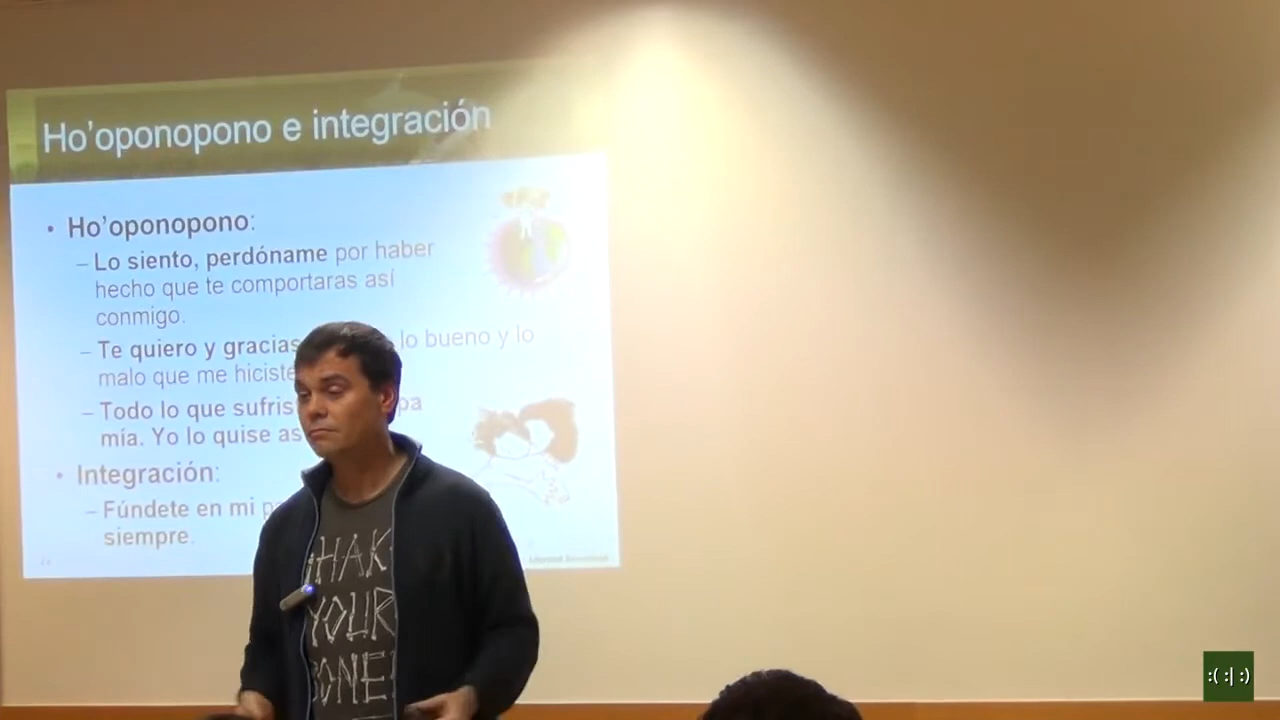 Ho'oponopono e integración
• Ho'oponopono:
– Lo siento, perdóname por haber
hecho que te comportaras así
conmigo.
– Te quiero y gracias lo bueno y lo
malo que me hiciste
– Todo lo que sufris pa
mía. Yo lo quise as
• Integración:
– Fúndete en mi
siempre.
¡HAK
YOUR
BONE
:( :| :)